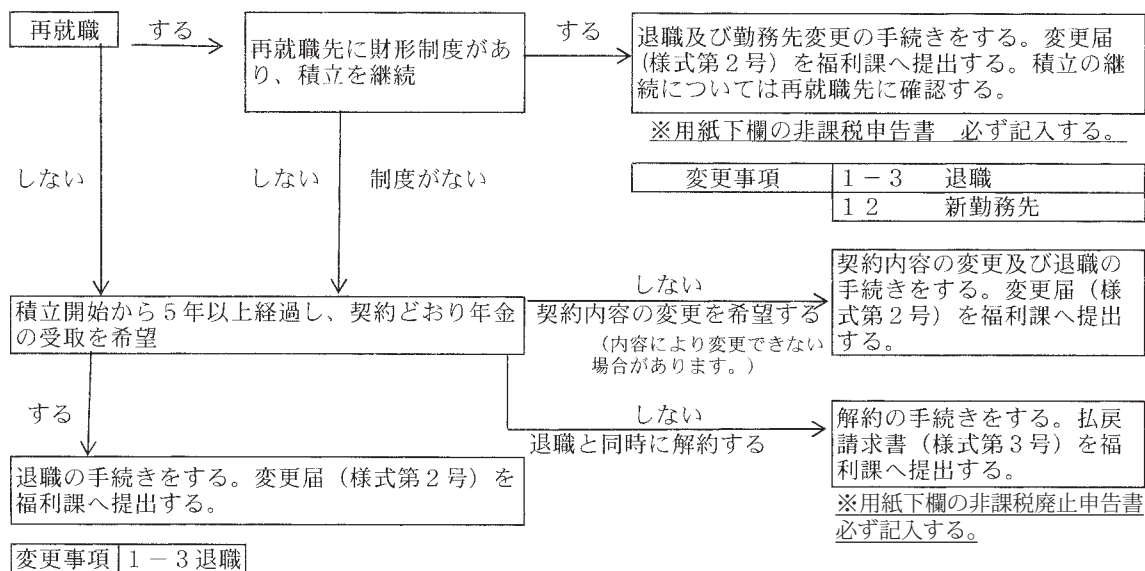 再就職
する
再就職先に財形制度があ
り、積立を継続
する
退職及び勤務先変更の手続きをする。変更届
(様式第２号）を福利課へ提出する。積立の継
続については再就職先に確認する。
※用紙下欄の非課税申告書　必ず記入する。
しない
しない
制度がない
変更事項
１－３　退職
１２　新勤務先
積立開始から５年以上経過し、契約どおり年金
の受取を希望
しない
契約内容の変更を希望する
（内容により変更できない
場合があります。）
契約内容の変更及び退職の
手続きをする。変更届（様
式第２号）を福利課へ提出
する。
する
しない
退職と同時に解約する
解約の手続きをする。払戻
請求書（様式第３号）を福
利課へ提出する。
※用紙下欄の非課税廃止申告書
必ず記入する。
退職の手続きをする。変更届（様式第２号）を
福利課へ提出する。
変更事項
１－３退職